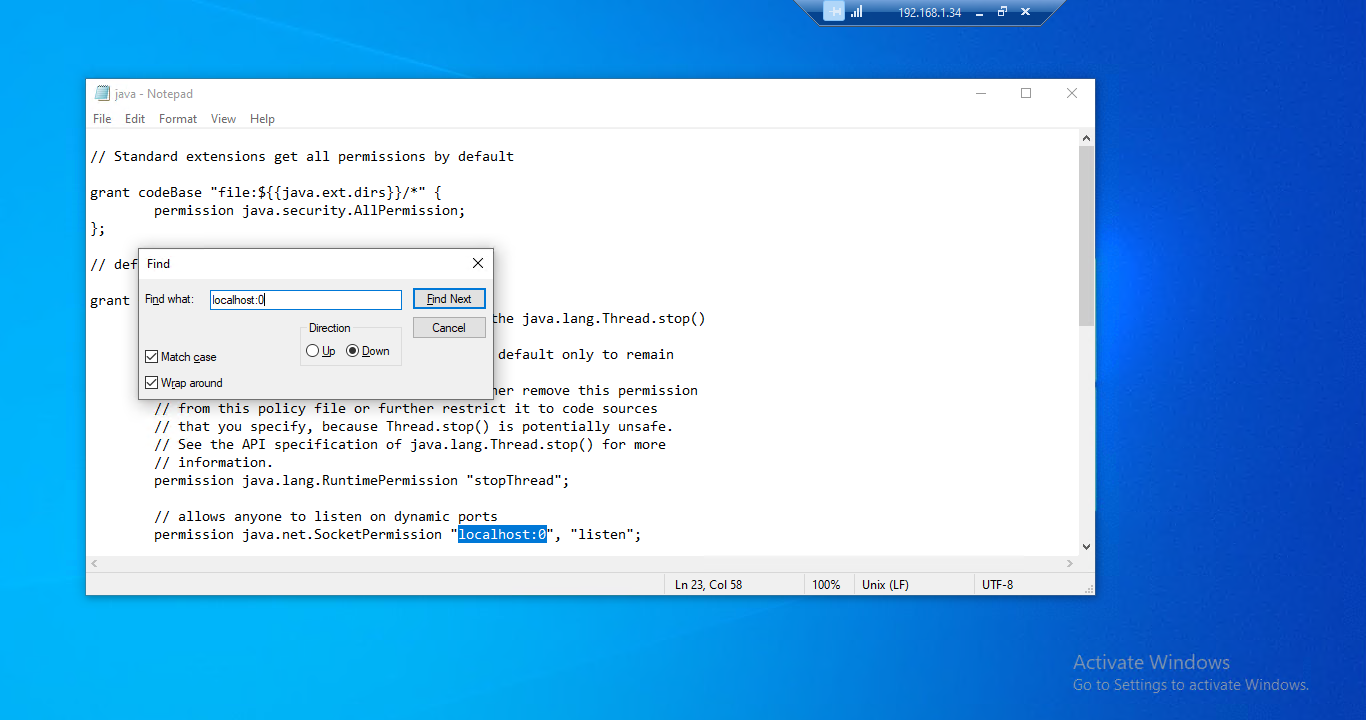 192.168.1.34
java - Notepad
File Edit Format View Help
// Standard extensions get all permissions by default
grant codeBase "file:${{java.ext.dirs}}/*" {
permission java.security.AllPermission;
};
// def
grant
the java.lang.Thread.stop()
default only to remain
her remove this permission
// from this policy file or further restrict it to code sources
// that you specify, because Thread.stop() is potentially unsafe.
// See the API specification of java.lang.Thread.stop() for more
// information.
permission java.lang.RuntimePermission "stopThread";
// allows anyone to listen on dynamic ports
permission java.net.SocketPermission "localhost:0", "listen";
Find
Find what: localhost:0 Find Next
Direction Cancel
Up Down
Match case
Wrap around
Ln 23, Col 58 100% Unix (LF) UTF-8
Activate Windows
Go to Settings to activate Windows.